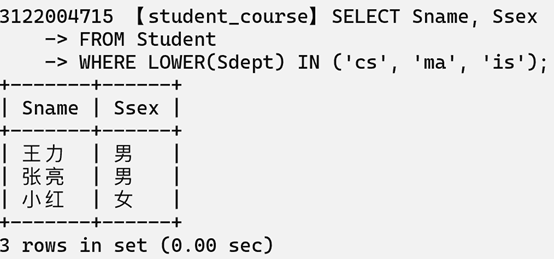 3122004715 【student_course】SELECT Sname, Ssex
    -> FROM Student
    -> WHERE LOWER(Sdept) IN ('cs', 'ma', 'is');
+-------+------+
| Sname | Ssex |
+-------+------+
| 王力  | 男   |
| 张亮  | 男   |
| 小红  | 女   |
+-------+------+
3 rows in set (0.00 sec)